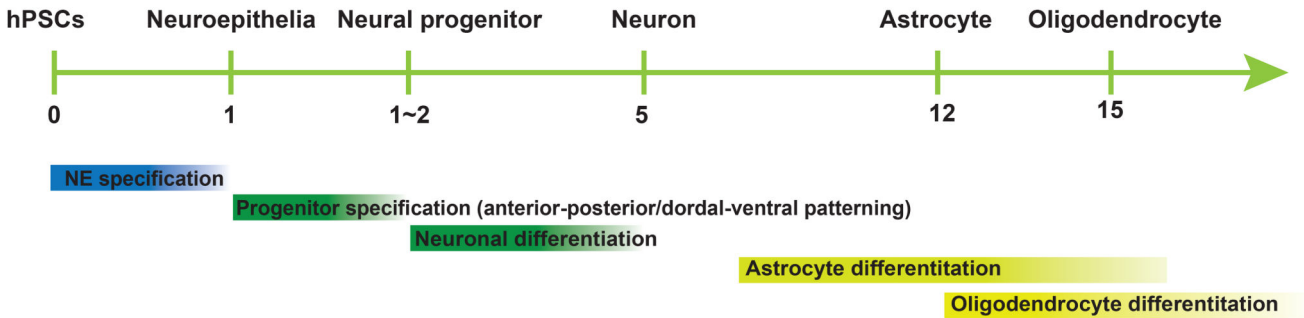 hPSCs Neuroepithelia Neural progenitor Neuron Astrocyte Oligodendrocyte
0 1 1~2 5 12 15
NE specification
Progenitor specification (anterior-posterior/dordal-ventral patterning)
Neuronal differentiation
Astrocyte differentitation
Oligodendrocyte differentitation